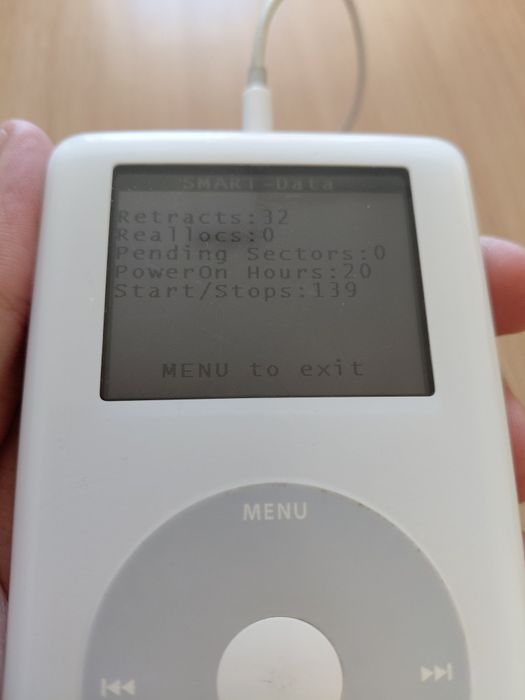 SMART-Data
Retracts:32
Reallocs:0
Pending Sectors:0
PowerOn Hours:20
Start/Stops:139
MENU to exit
MENU